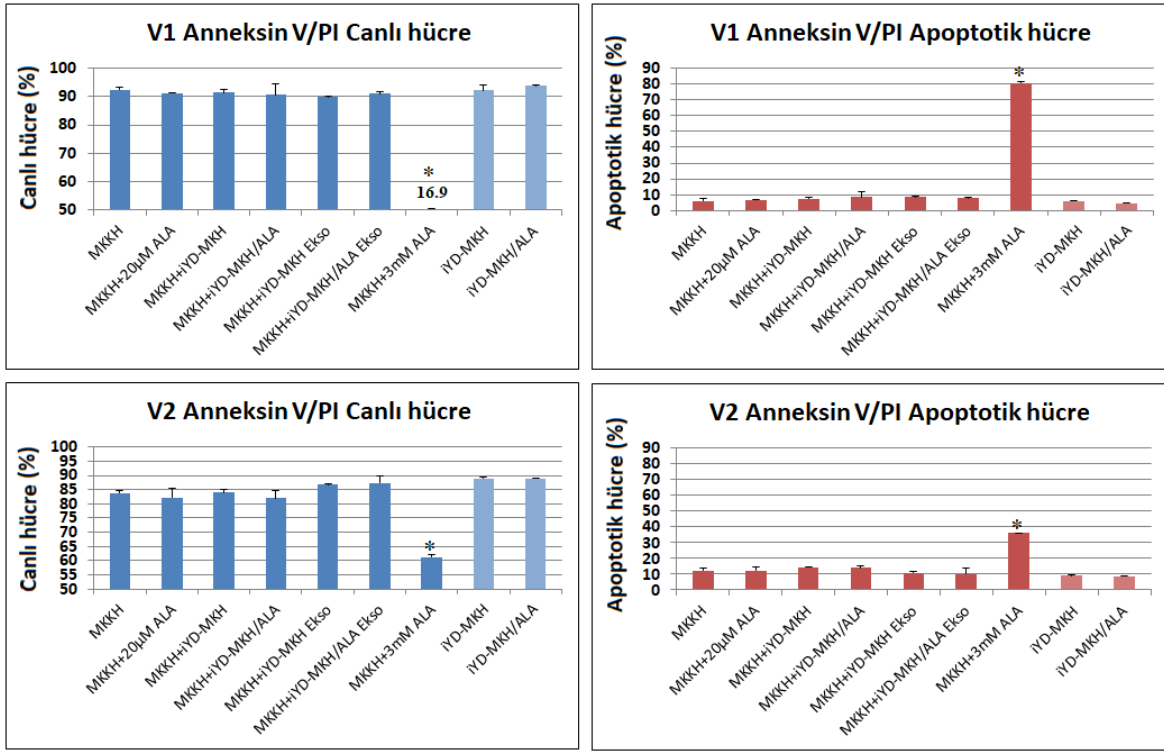 V1 Anneksin V/PI Canlı hücre
Canlı hücre (%)
100
90
80
70
60
50
*
16.9
MKKH
MKKH+20µM ALA
MKKH+iYD-MKH
MKKH+iYD-MKH/ALA
MKKH+iYD-MKH Ekso
MKKH+iYD-MKH/ALA Ekso
MKKH+3mM ALA
iYD-MKH
iYD-MKH/ALA
V1 Anneksin V/PI Apoptotik hücre
Apoptotik hücre (%)
90
80
70
60
50
40
30
20
10
0
*
MKKH
MKKH+20µM ALA
MKKH+iYD-MKH
MKKH+iYD-MKH/ALA
MKKH+iYD-MKH Ekso
MKKH+iYD-MKH/ALA Ekso
MKKH+3mM ALA
iYD-MKH
iYD-MKH/ALA
V2 Anneksin V/PI Canlı hücre
Canlı hücre (%)
100
95
90
85
80
75
70
65
60
55
50
*
MKKH
MKKH+20µM ALA
MKKH+iYD-MKH
MKKH+iYD-MKH/ALA
MKKH+iYD-MKH Ekso
MKKH+iYD-MKH/ALA Ekso
MKKH+3mM ALA
iYD-MKH
iYD-MKH/ALA
V2 Anneksin V/PI Apoptotik hücre
Apoptotik hücre (%)
90
80
70
60
50
40
30
20
10
0
*
MKKH
MKKH+20µM ALA
MKKH+iYD-MKH
MKKH+iYD-MKH/ALA
MKKH+iYD-MKH Ekso
MKKH+iYD-MKH/ALA Ekso
MKKH+3mM ALA
iYD-MKH
iYD-MKH/ALA